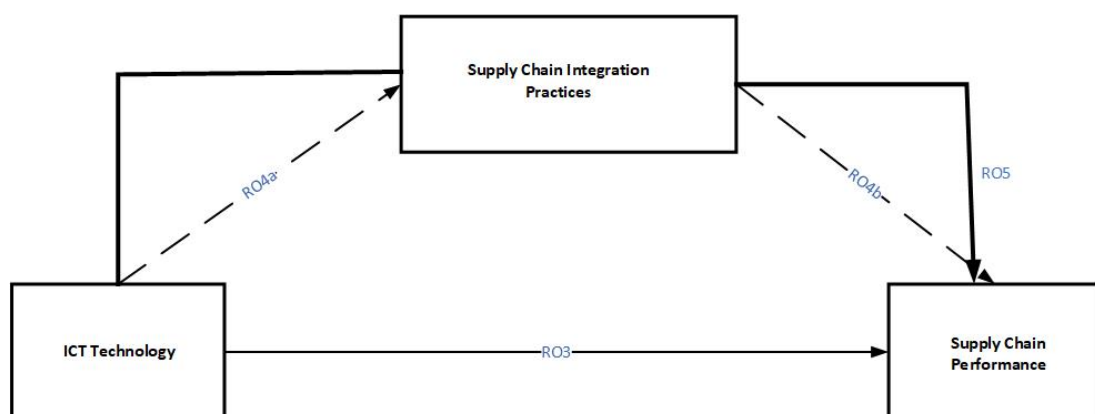 Supply Chain Integration
Practices
RO4a
RO4b
RO5
ICT Technology
RO3
Supply Chain
Performance